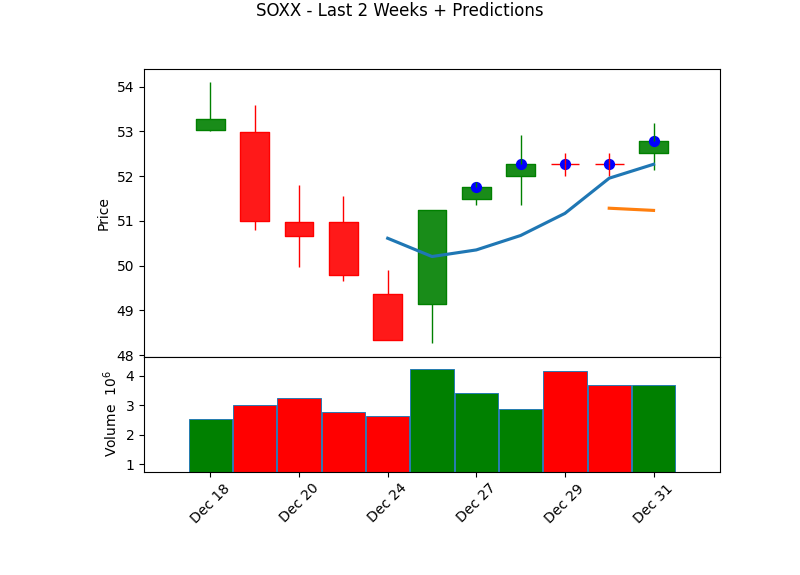 SOXX - Last 2 Weeks + Predictions
54
53
52
51
50
49
48
Price
4
3
2
1
Volume 10^6
Dec 18
Dec 20
Dec 24
Dec 27
Dec 29
Dec 31